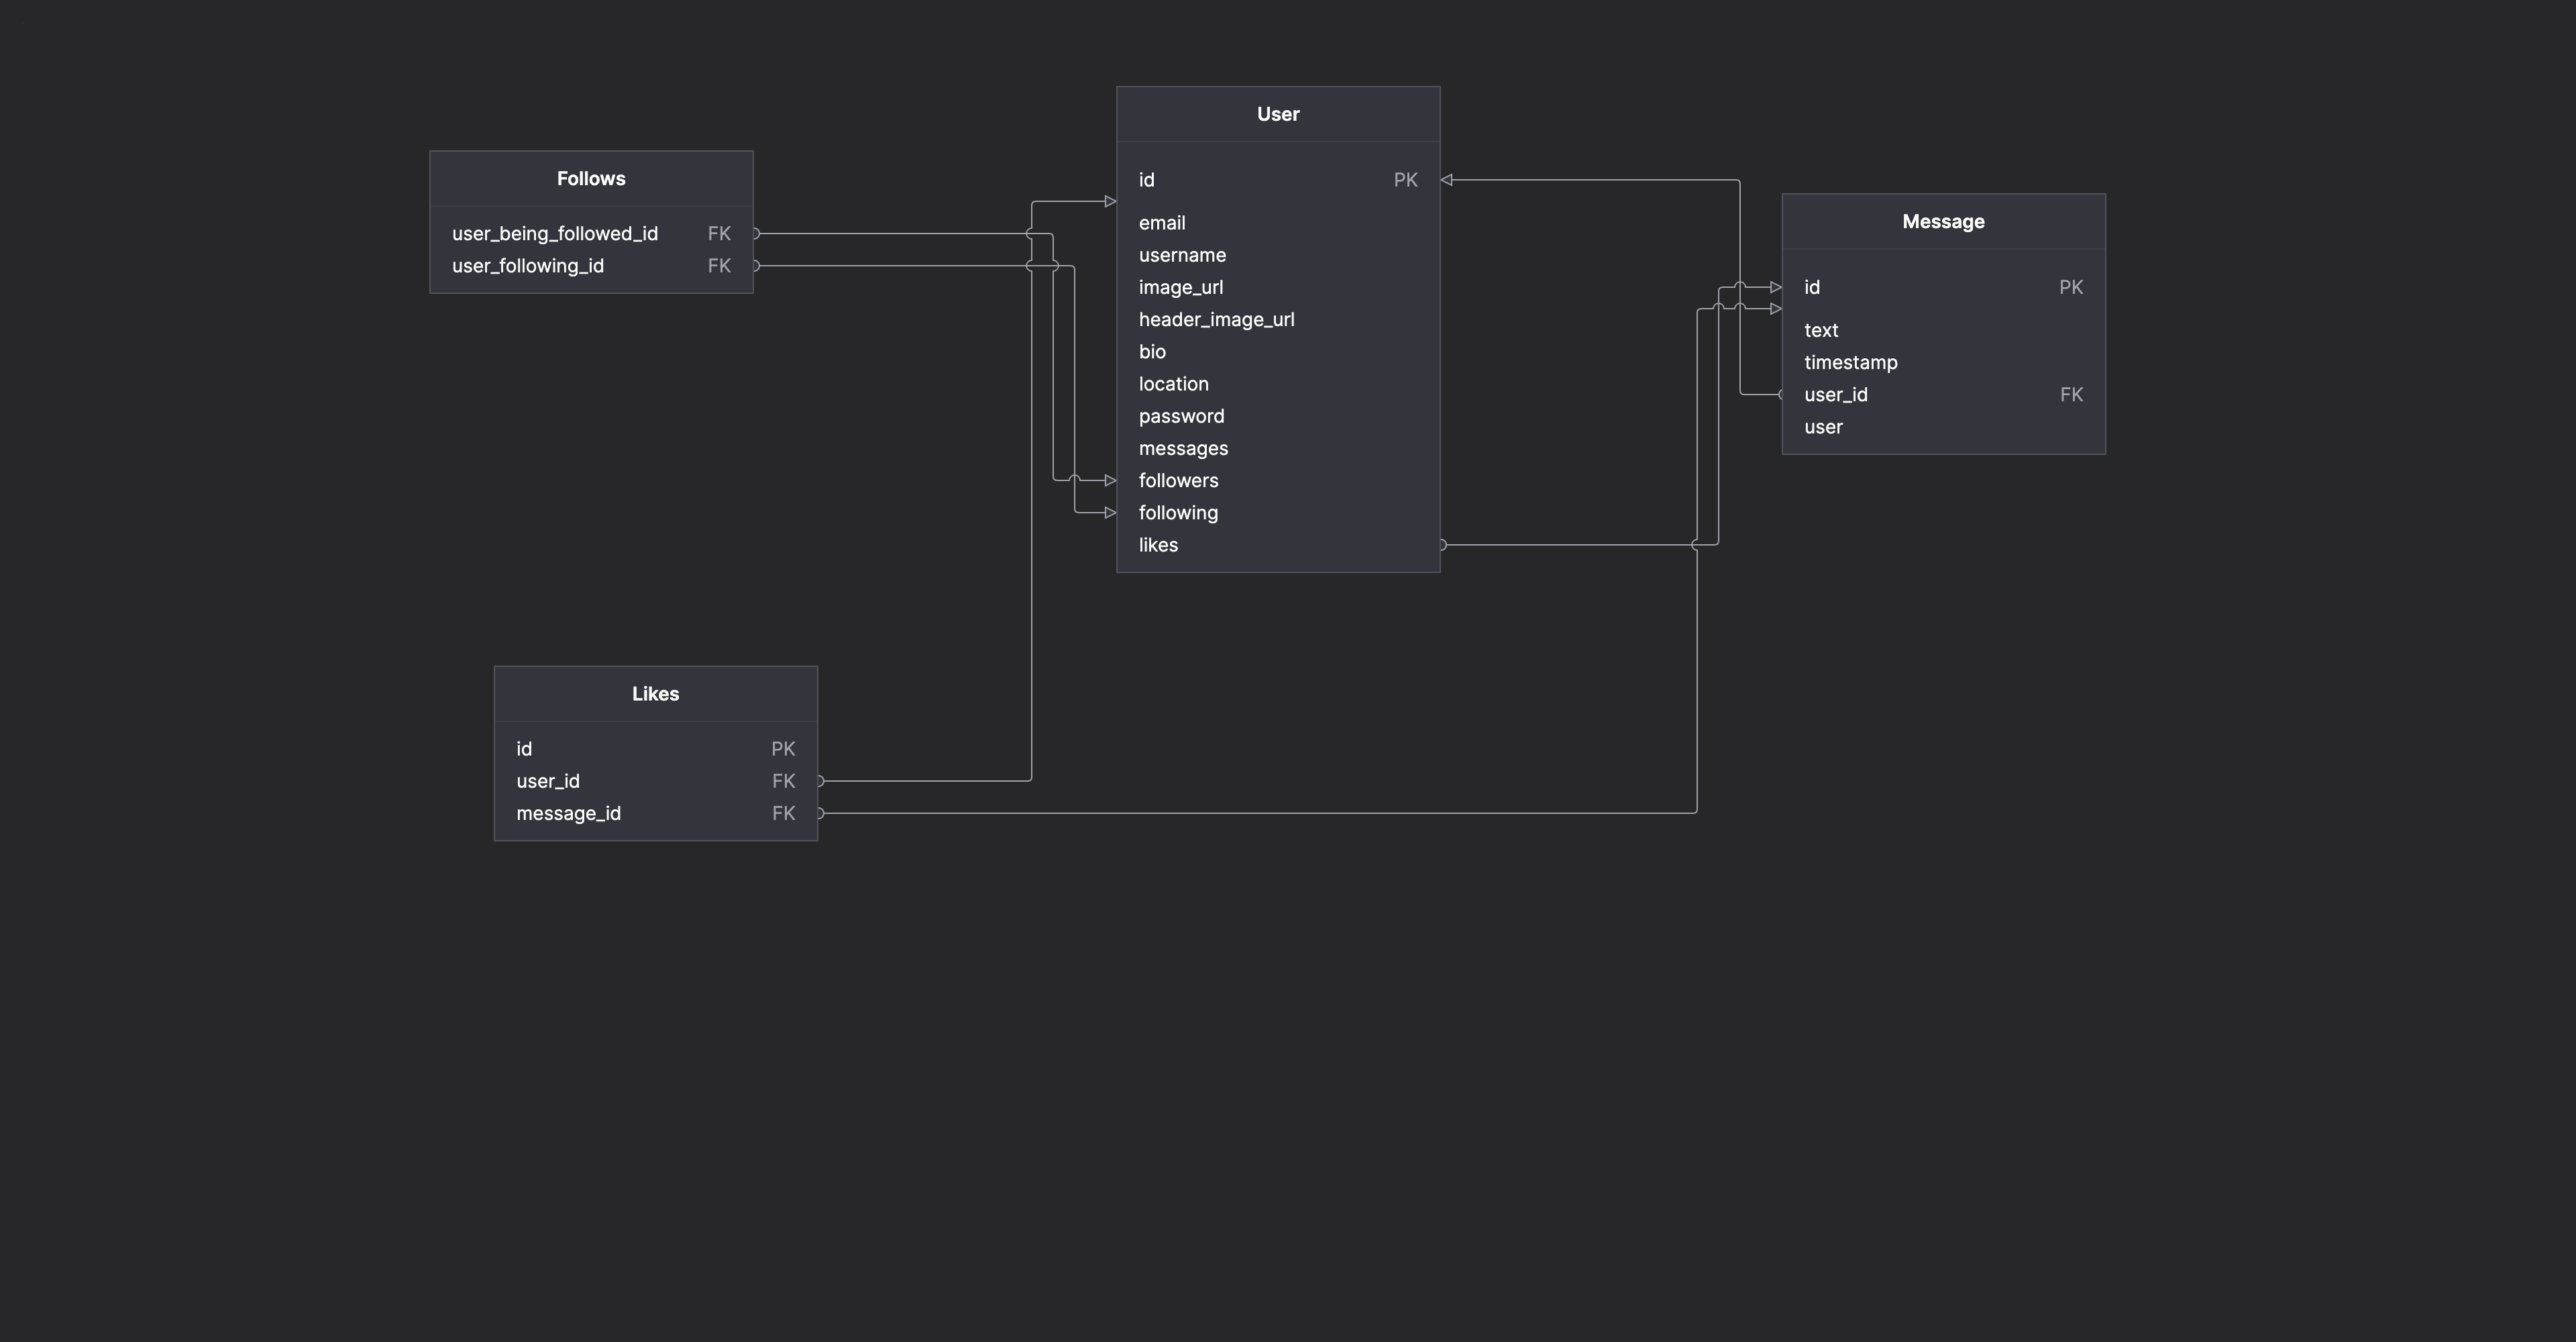 Follows
user_being_followed_id FK
user_following_id FK
User
id PK
email
username
image_url
header_image_url
bio
location
password
messages
followers
following
likes
Message
id PK
text
timestamp
user_id FK
user
Likes
id PK
user_id FK
message_id FK